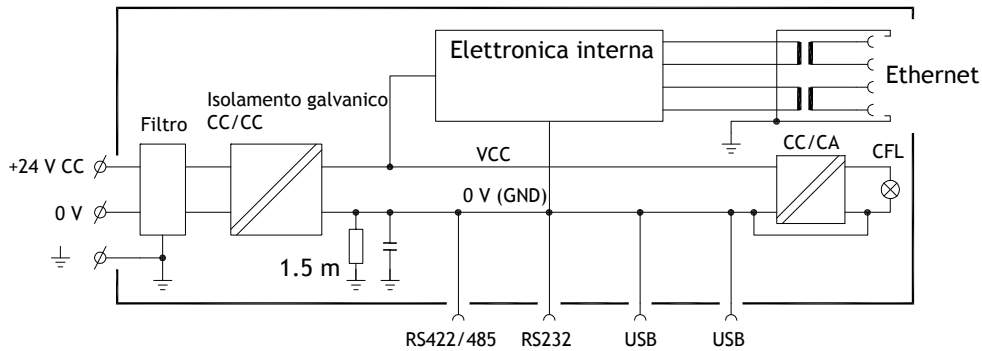 Elettronica interna
Ethernet
Isolamento galvanico
CC/CC
Filtro
CC/CA
CFL
+24 V CC
VCC
0 V
0 V (GND)
1.5 m
RS422/485
RS232
USB
USB